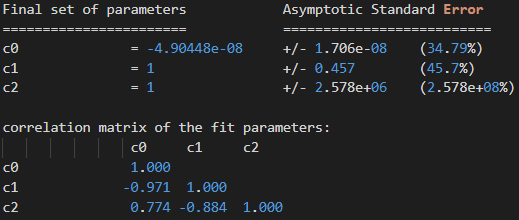 Final set of parameters Asymptotic Standard Error
======================= ==========================
c0 = -4.90448e-08 +/- 1.706e-08 (34.79%)
c1 = 1 +/- 0.457 (45.7%)
c2 = 1 +/- 2.578e+06 (2.578e+08%)
correlation matrix of the fit parameters:
c0 c1 c2
c0 1.000
c1 -0.971 1.000
c2 0.774 -0.884 1.000